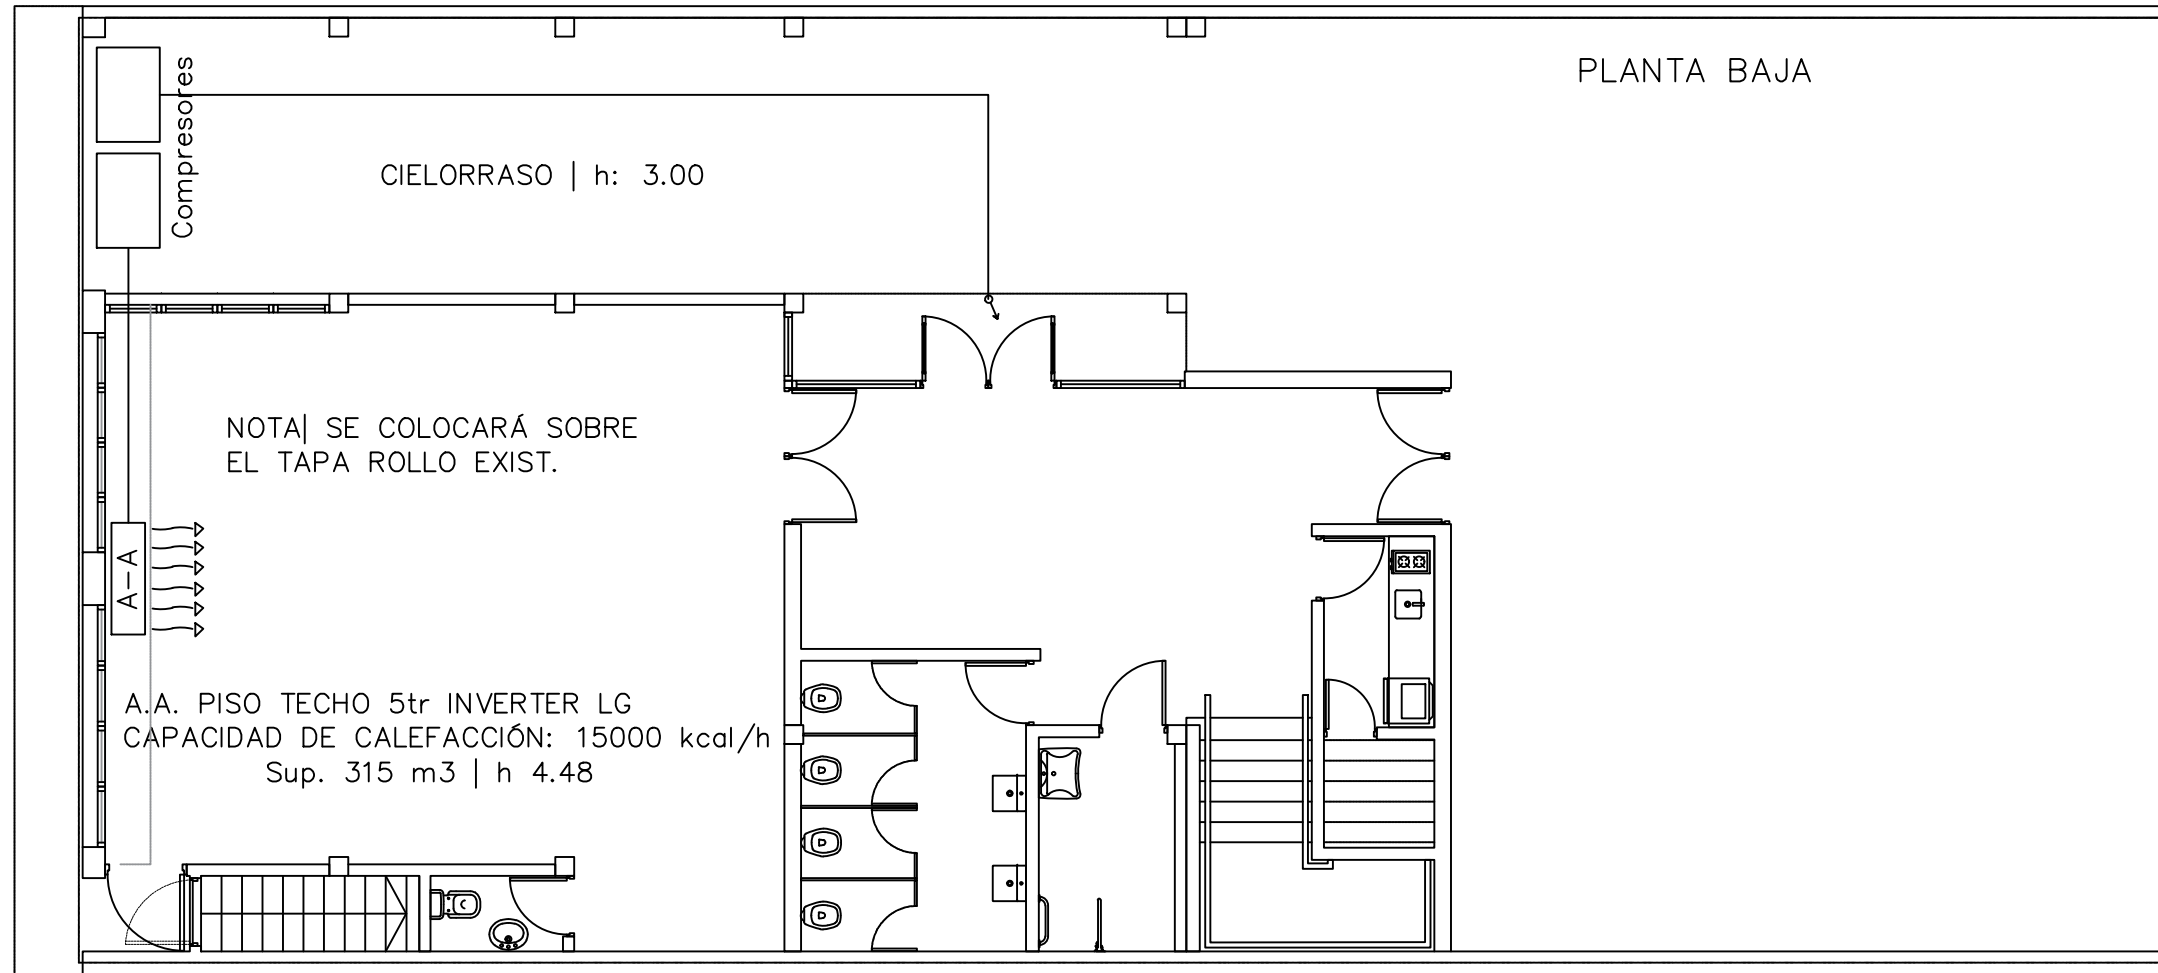 PLANTA BAJA
Compresores
CIELORRASO | h: 3.00
NOTA| SE COLOCARÁ SOBRE
EL TAPA ROLLO EXIST.
A-A
A.A. PISO TECHO 5tr INVERTER LG
CAPACIDAD DE CALEFACCIÓN: 15000 kcal/h
Sup. 315 m3 | h 4.48